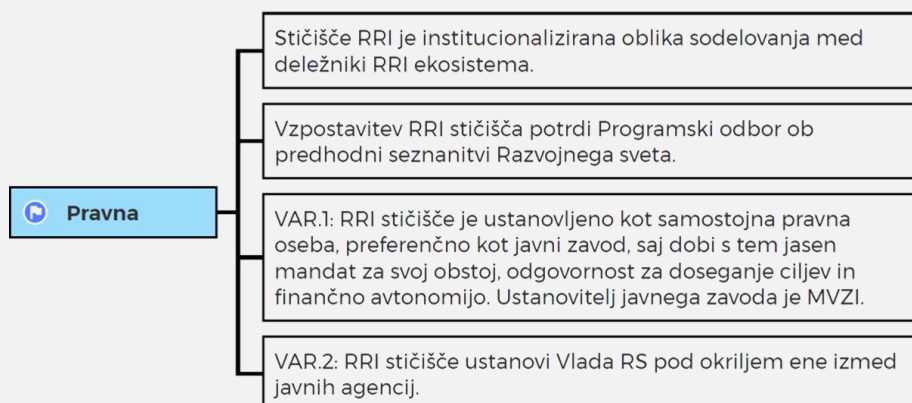 Stičišče RRI je institucionalizirana oblika sodelovanja med
deležniki RRI ekosistema.
Vzpostavitev RRI stičišča potrdi Programski odbor ob
predhodni seznanitvi Razvojnega sveta.
Pravna
VAR.1: RRI stičišče je ustanovljeno kot samostojna pravna
oseba, preferenčno kot javni zavod, saj dobi s tem jasen
mandat za svoj obstoj, odgovornost za doseganje ciljev in
finančno avtonomijo. Ustanovitelj javnega zavoda je MVZI.
VAR.2: RRI stičišče ustanovi Vlada RS pod okriljem ene izmed
javnih agencij.